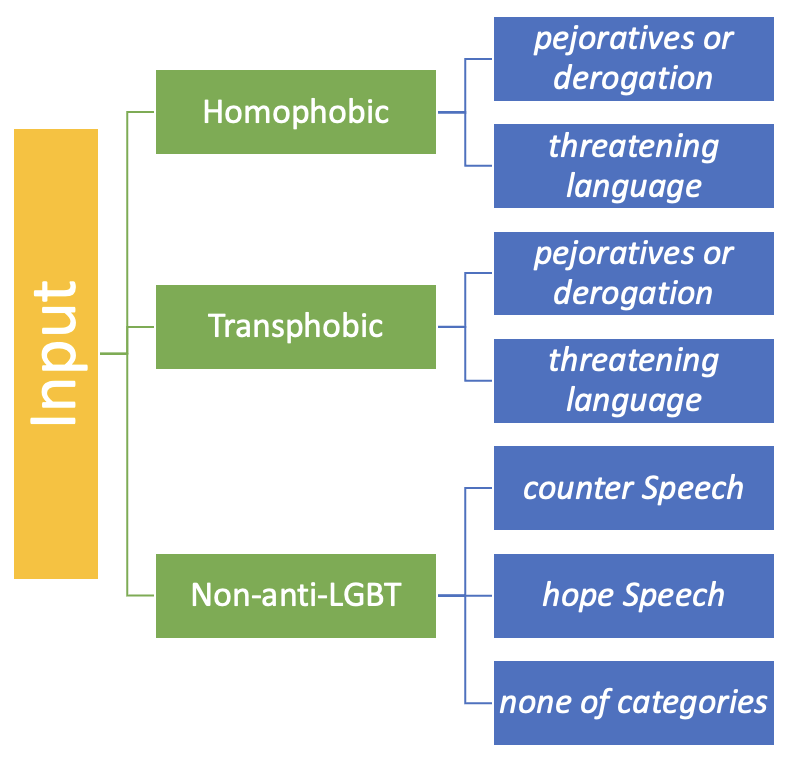 Input
Homophobic
pejoratives or
derogation
threatening
language
Transphobic
pejoratives or
derogation
threatening
language
Non-anti-LGBT
counter Speech
hope Speech
none of categories